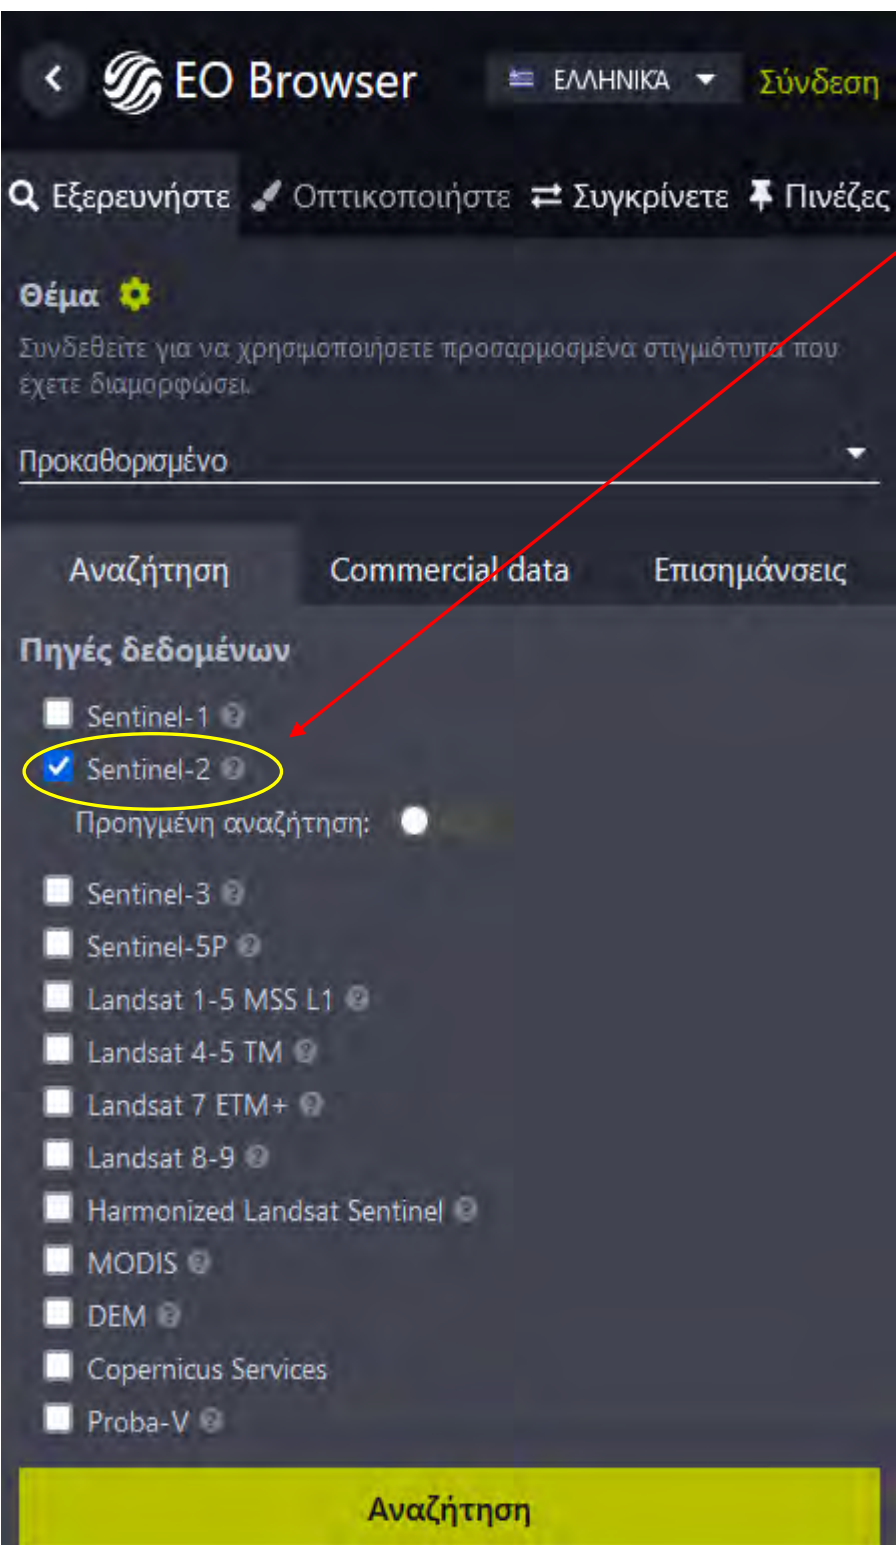 EO Browser ΕΛΛΗΝΙΚΆ Σύνδεση
Εξερευνήστε Οπτικοποιήστε Συγκρίνετε Πινέζες
Θέμα
Συνδεθείτε για να χρησιμοποιήσετε προσαρμοσμένα στιγμιότυπα που
έχετε διαμορφώσει.
Προκαθορισμένο
Αναζήτηση Commercial data Επισημάνσεις
Πηγές δεδομένων
Sentinel-1
Sentinel-2
Προηγμένη αναζήτηση:
Sentinel-3
Sentinel-5P
Landsat 1-5 MSS L1
Landsat 4-5 TM
Landsat 7 ETM+
Landsat 8-9
Harmonized Landsat Sentinel
MODIS
DEM
Copernicus Services
Proba-V
Αναζήτηση